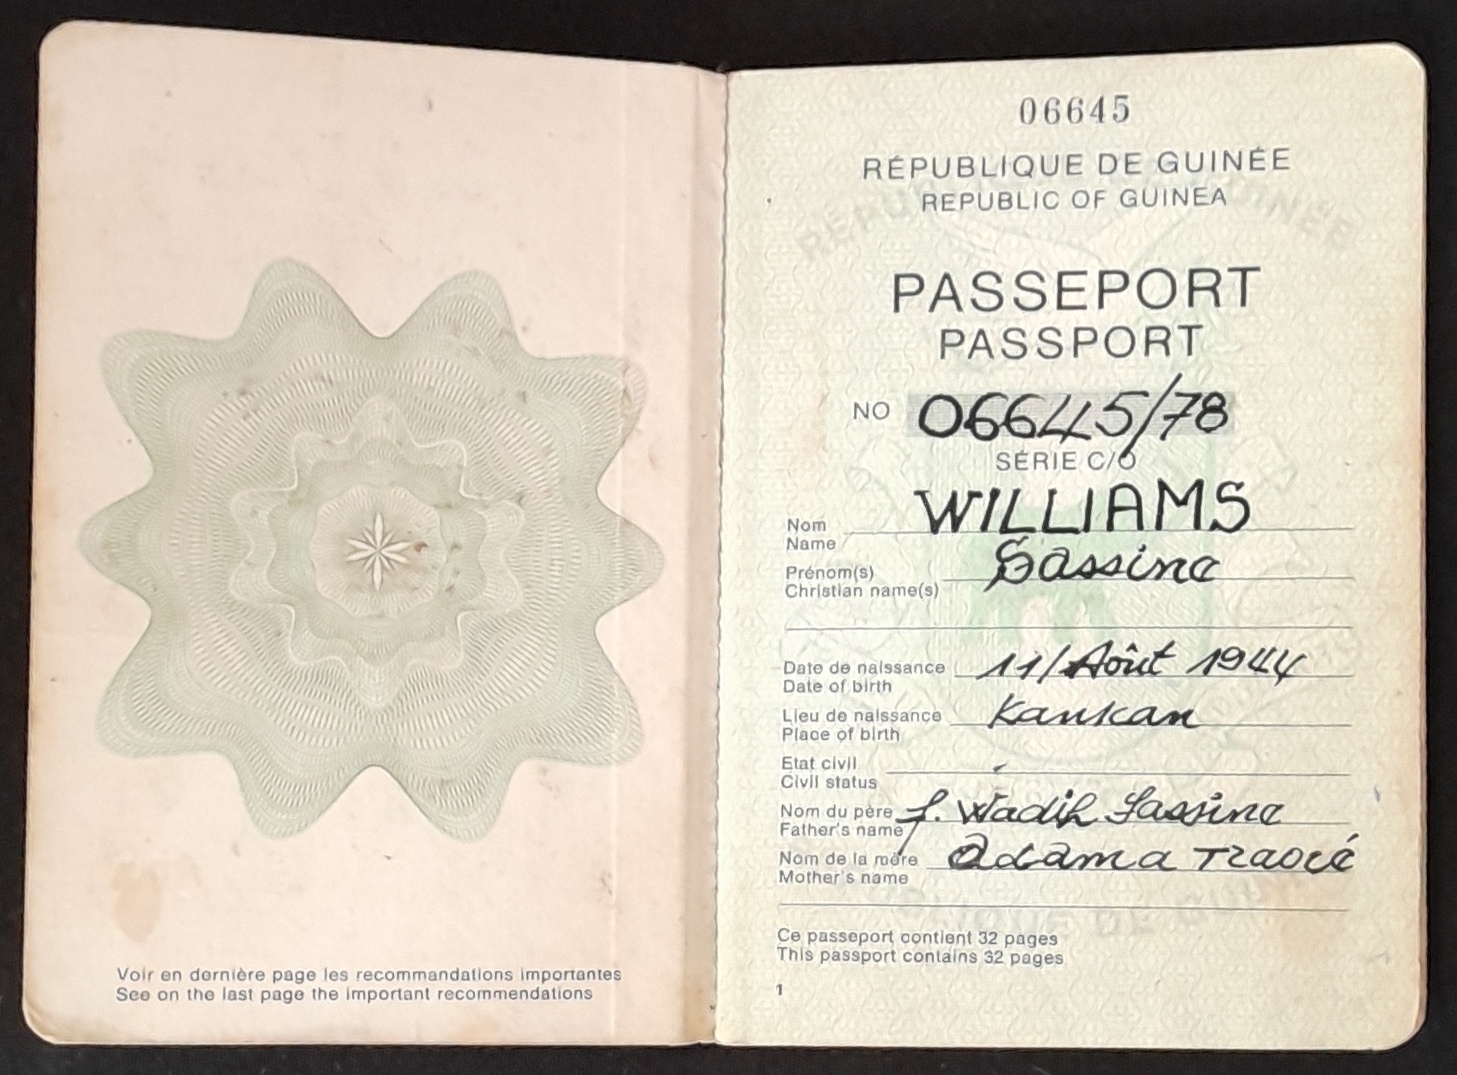 Voir en dernière page les recommandations importantes
See on the last page the important recommendations
06645
RÉPUBLIQUE DE GUINÉE
REPUBLIC OF GUINEA
PASSEPORT
PASSPORT
NO 06645/78
SÉRIE C/O
Nom
Name
WILLIAMS
Prénom(s)
Christian name(s)
Sassine
Date de naissance
Date of birth
11/Aôut 1944
Lieu de naissance
Place of birth
Kankan
Etat civil
Civil status
Nom du père
Father's name
f. Wadih Sassine
Nom de la mère
Mother's name
Adama Traoré
Ce passeport contient 32 pages
This passport contains 32 pages
1